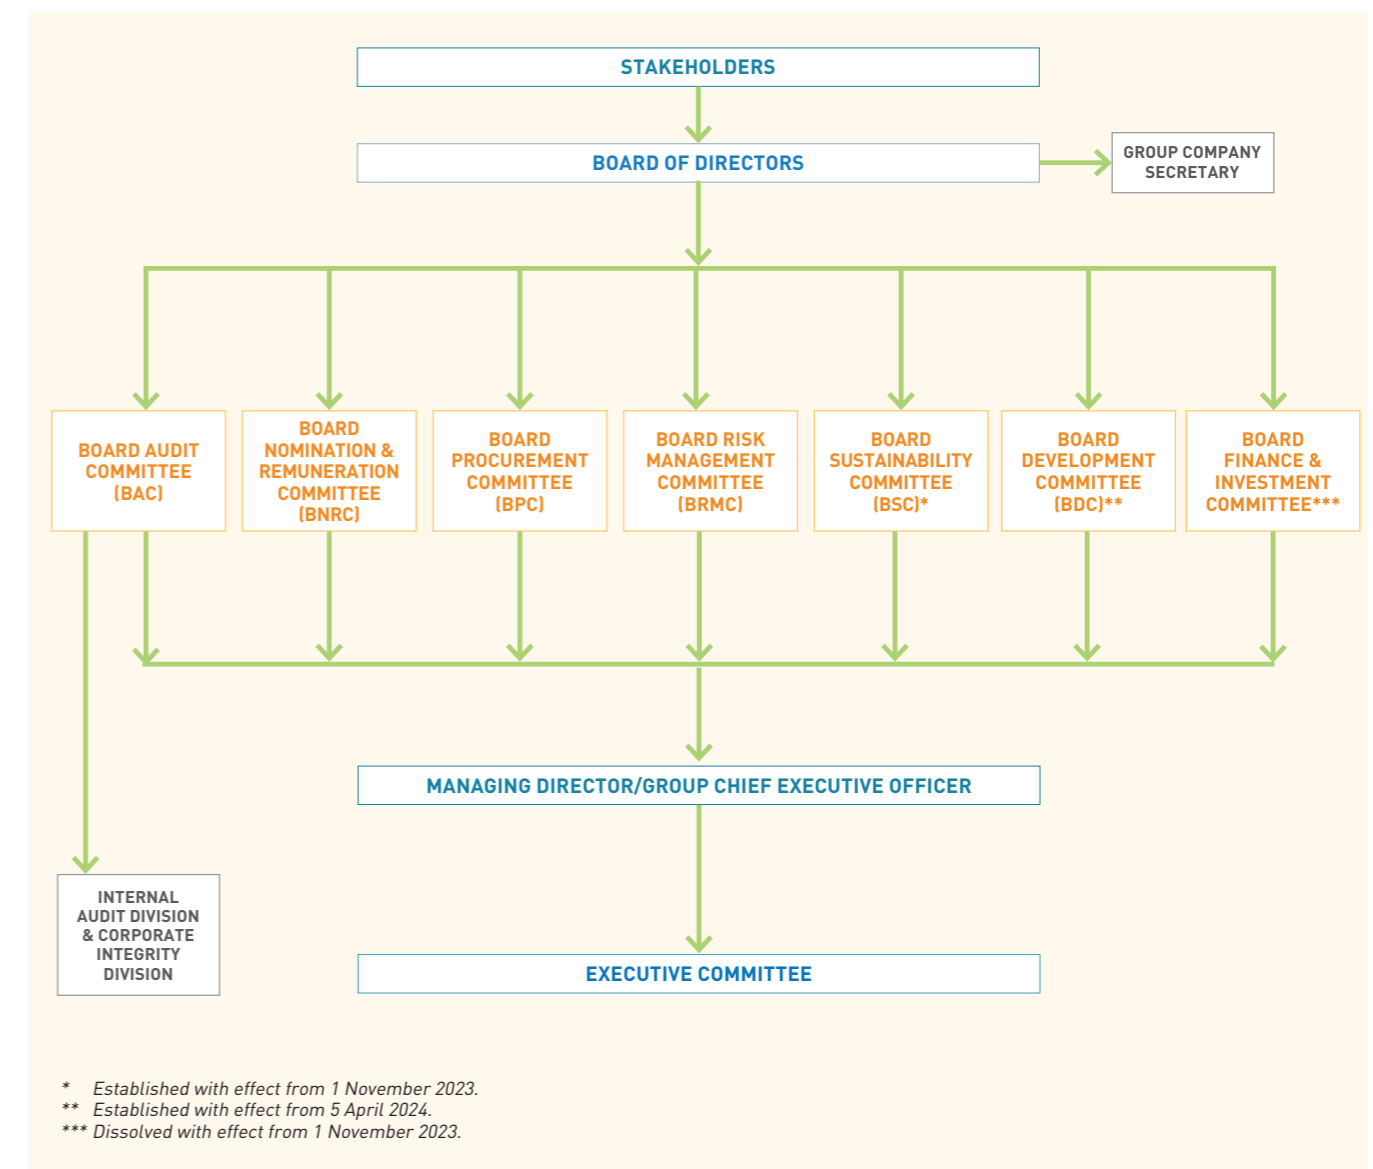 STAKEHOLDERS
BOARD OF DIRECTORS
GROUP COMPANY
SECRETARY
BOARD AUDIT
COMMITTEE
(BAC)
BOARD
NOMINATION &
REMUNERATION
COMMITTEE
(BNRC)
BOARD
PROCUREMENT
COMMITTEE
(BPC)
BOARD RISK
MANAGEMENT
COMMITTEE
(BRMC)
BOARD
SUSTAINABILITY
COMMITTEE
(BSC)*
BOARD
DEVELOPMENT
COMMITTEE
(BDC)**
BOARD
FINANCE &
INVESTMENT
COMMITTEE***
MANAGING DIRECTOR/GROUP CHIEF EXECUTIVE OFFICER
INTERNAL
AUDIT DIVISION
& CORPORATE
INTEGRITY
DIVISION
EXECUTIVE COMMITTEE
* Established with effect from 1 November 2023.
** Established with effect from 5 April 2024.
*** Dissolved with effect from 1 November 2023.